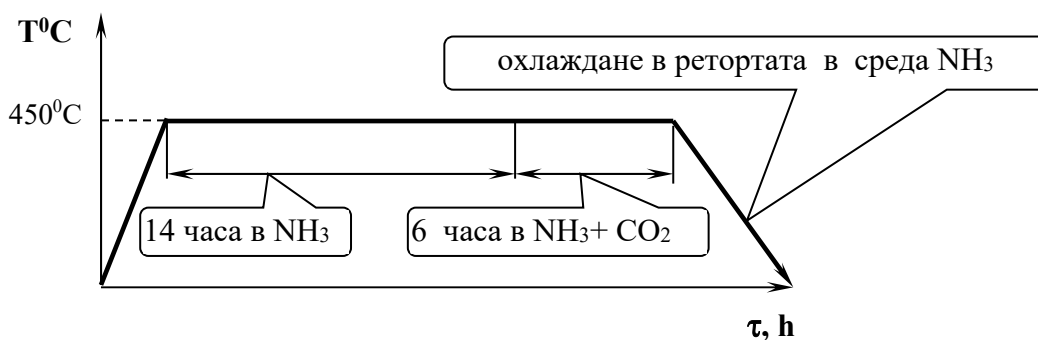 T⁰C
охлаждане в ретортата в среда NH₃
450⁰C
14 часа в NH₃
6 часа в NH₃+ CO₂
τ, h